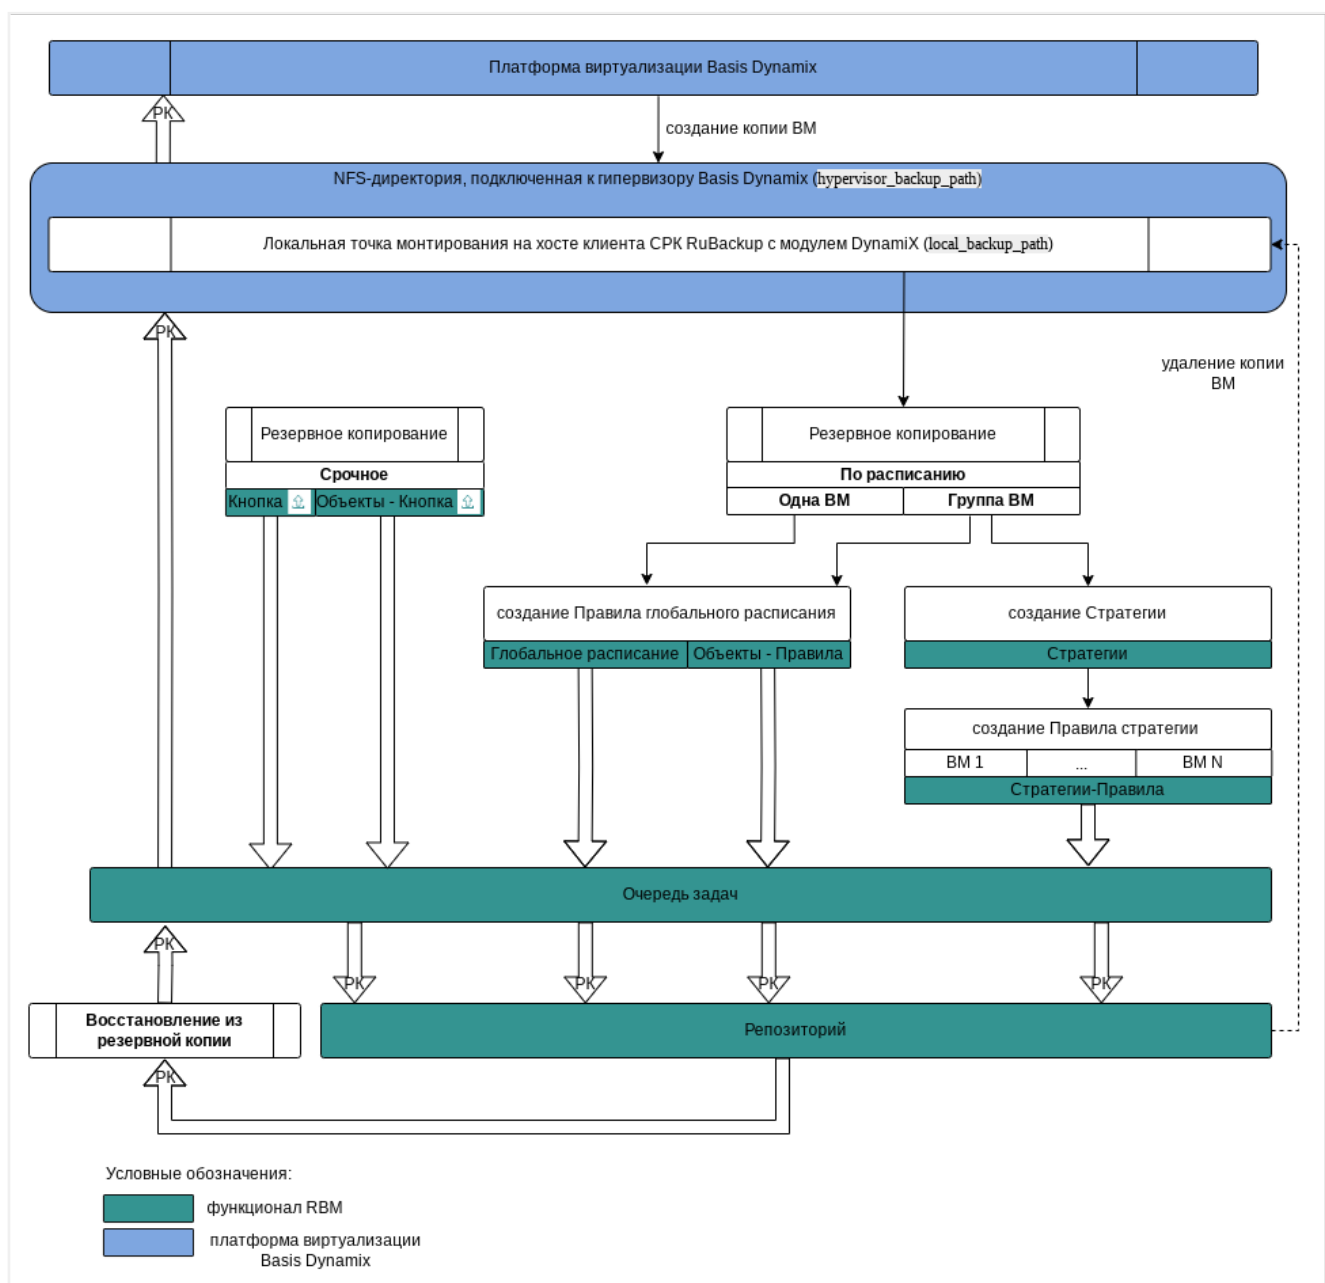 Платформа виртуализации Basis Dynamix
РК
создание копии ВМ
NFS-директория, подключенная к гипервизору Basis Dynamix (hypervisor_backup_path)
Локальная точка монтирования на хосте клиента СРК RuBackup с модулем DynamiX (local_backup_path)
РК
удаление копии
ВМ
Резервное копирование
Срочное
Кнопка
Объекты - Кнопка
Резервное копирование
По расписанию
Одна ВМ
Группа ВМ
создание Правила глобального расписания
Глобальное расписание
Объекты - Правила
создание Стратегии
Стратегии
создание Правила стратегии
ВМ 1
...
ВМ N
Стратегии-Правила
Очередь задач
РК
РК
РК
РК
РК
Восстановление из
резервной копии
Репозиторий
РК
Условные обозначения:
функционал RBM
платформа виртуализации
Basis Dynamix